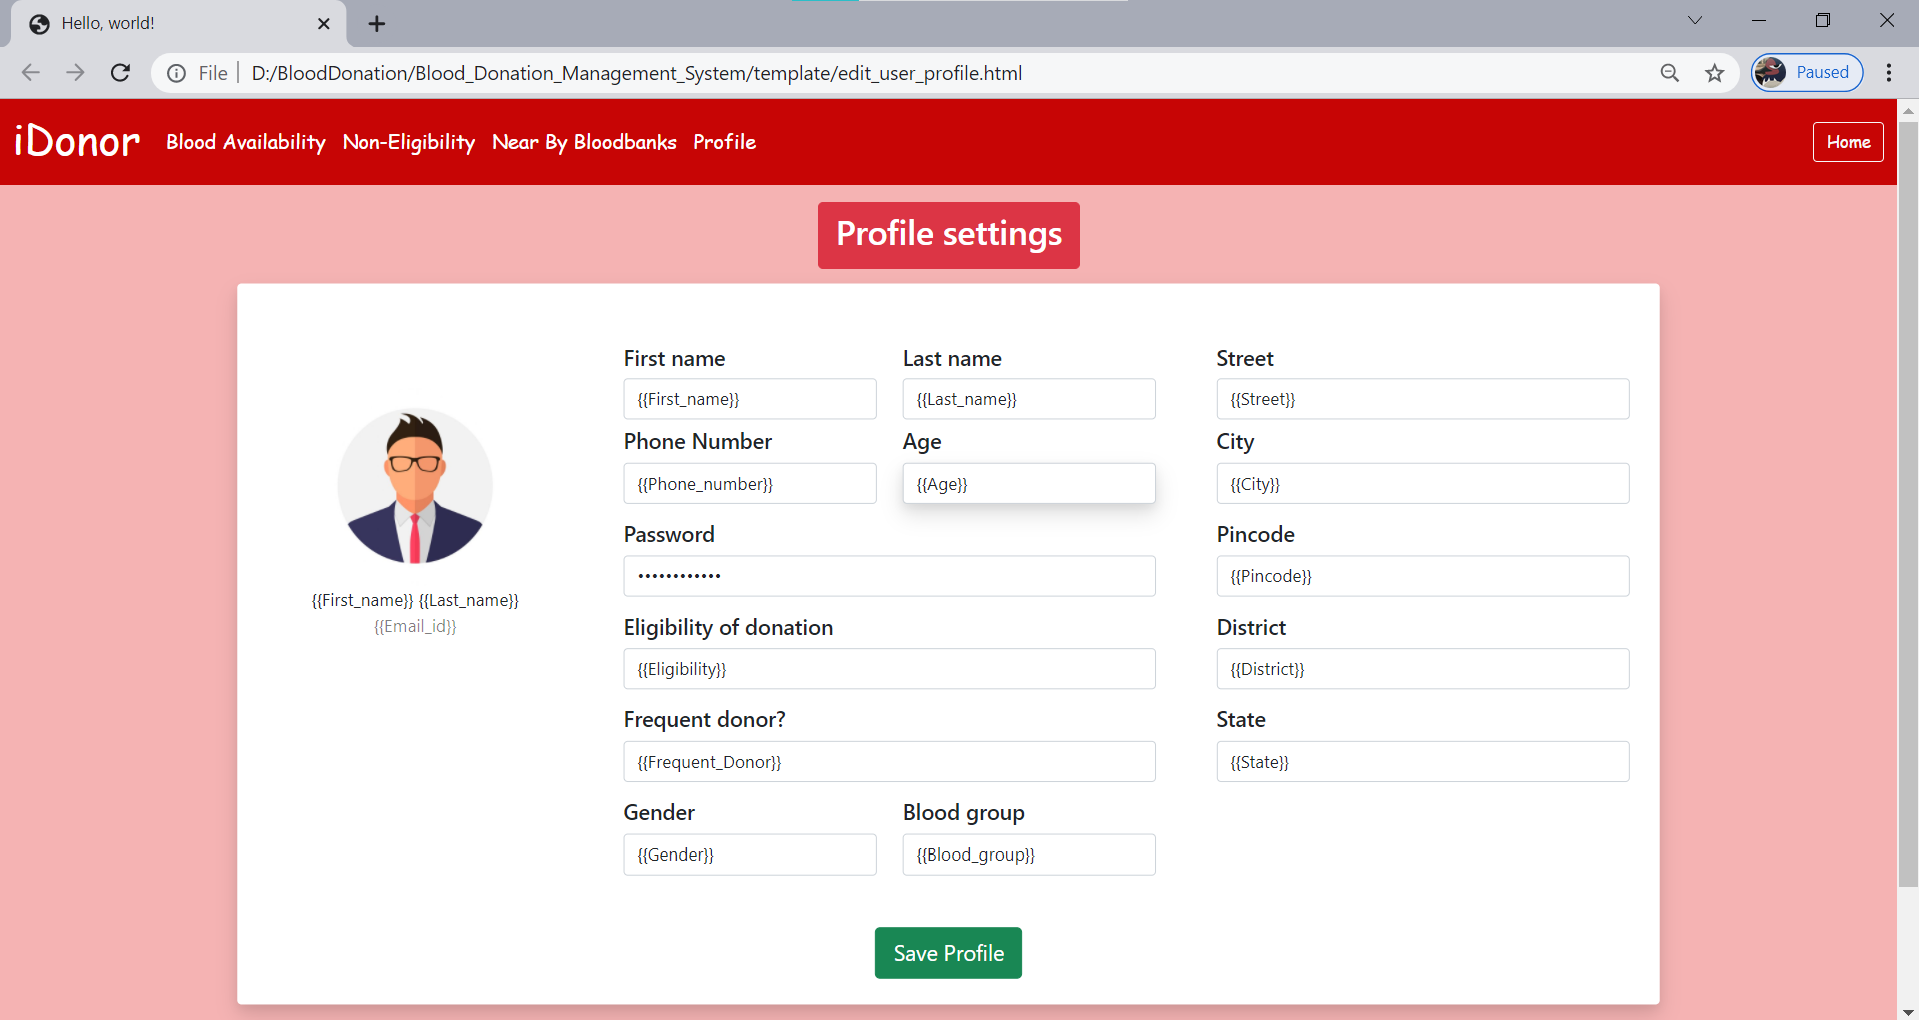 Hello, world!
File D:/BloodDonation/Blood_Donation_Management_System/template/edit_user_profile.html
Paused
iDonor Blood Availability Non-Eligibility Near By Bloodbanks Profile Home
Profile settings
First name Last name Street
{{First_name}} {{Last_name}} {{Street}}
Phone Number Age City
{{Phone_number}} {{Age}} {{City}}
Password Pincode
•••••••••••• {{Pincode}}
{{First_name}} {{Last_name}}
{{Email_id}}
Eligibility of donation District
{{Eligibility}} {{District}}
Frequent donor? State
{{Frequent_Donor}} {{State}}
Gender Blood group
{{Gender}} {{Blood_group}}
Save Profile